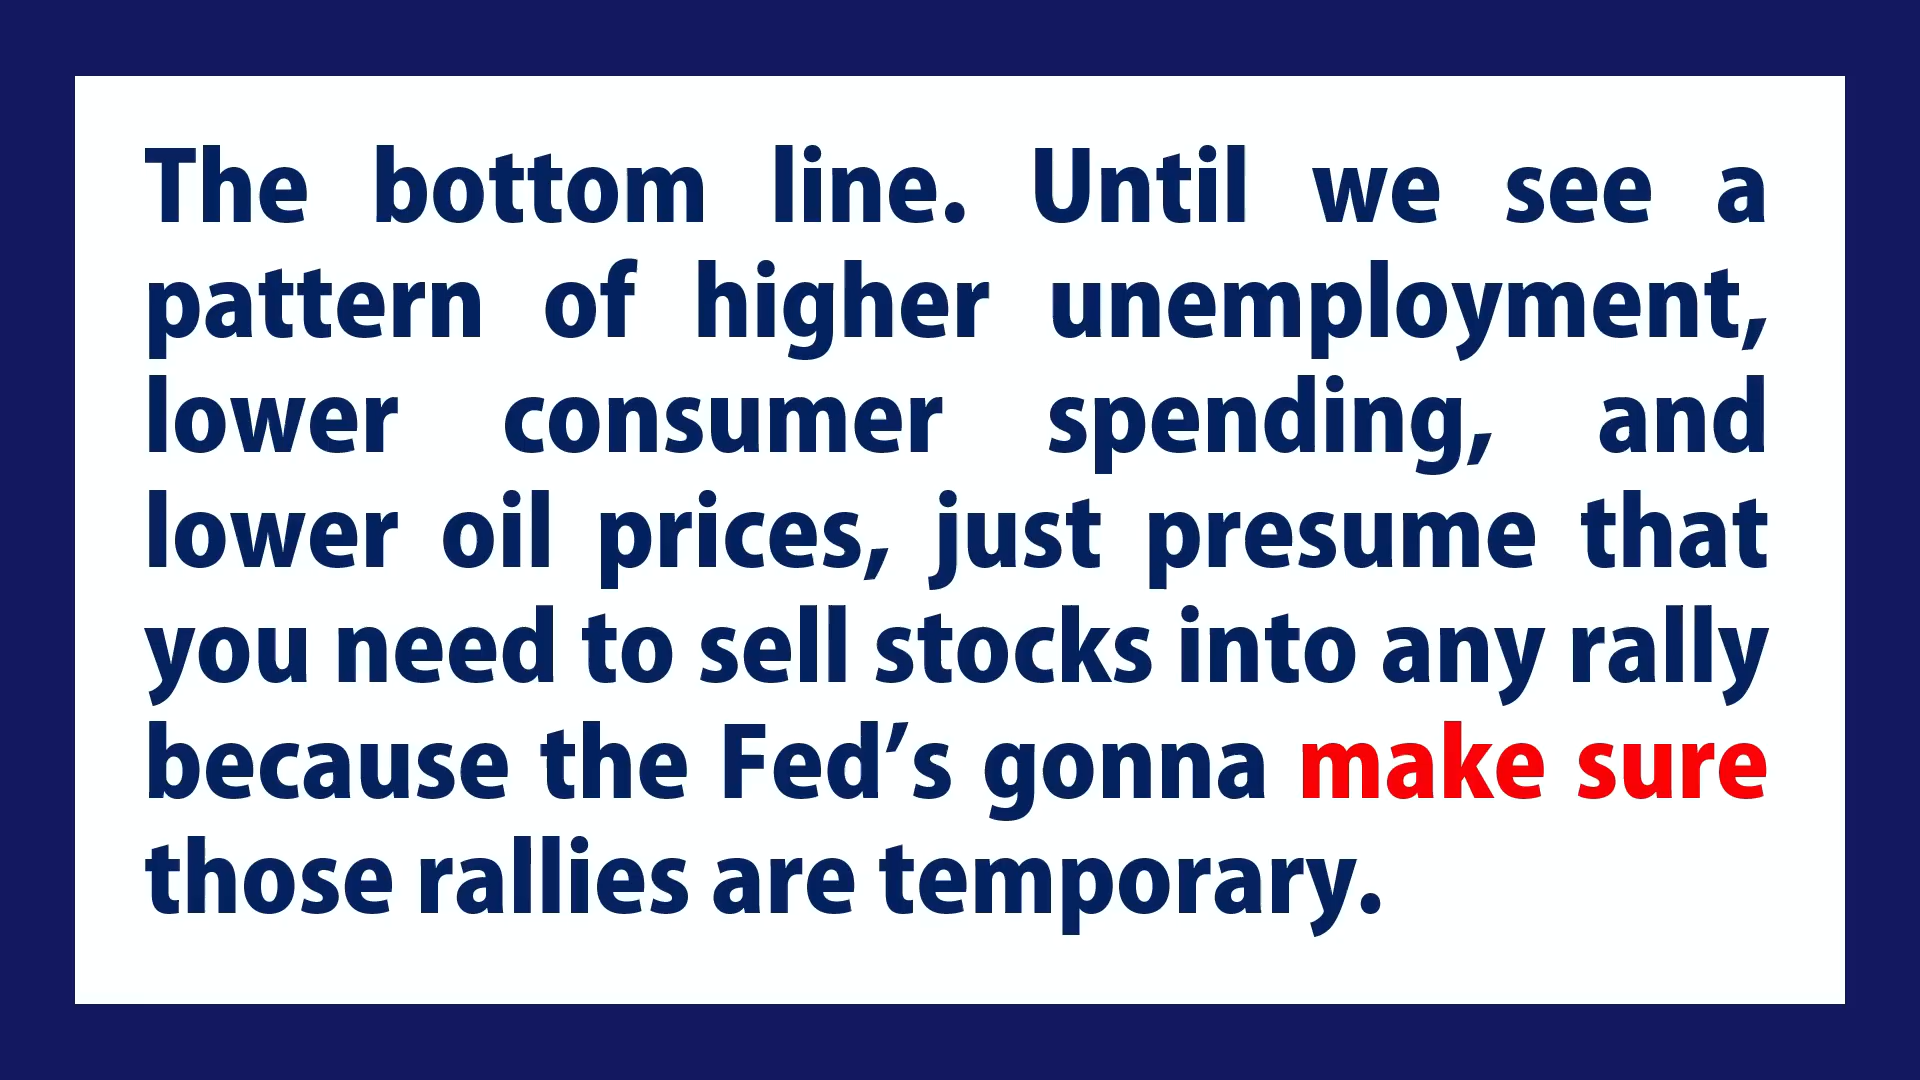 The bottom line. Until we see a
pattern of higher unemployment,
lower consumer spending, and
lower oil prices, just presume that
you need to sell stocks into any rally
because the Fed’s gonna make sure
those rallies are temporary.